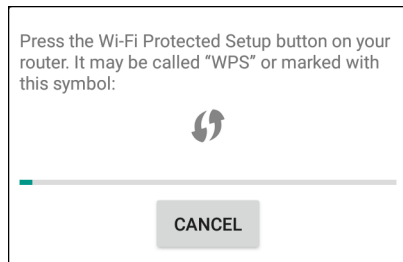 Press the Wi-Fi Protected Setup button on your
router. It may be called “WPS” or marked with
this symbol:
CANCEL